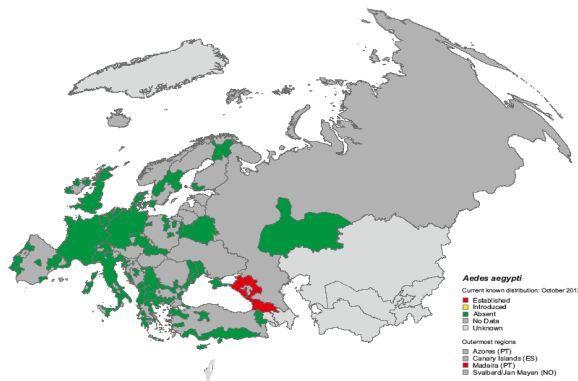 Aedes aegypti
Current known distribution: October 201
Established
Introduced
Absent
No Data
Unknown
Outermost regions
Azores (PT)
Canary Islands (ES)
Madeira (PT)
Svalbard/Jan Mayen (NO)